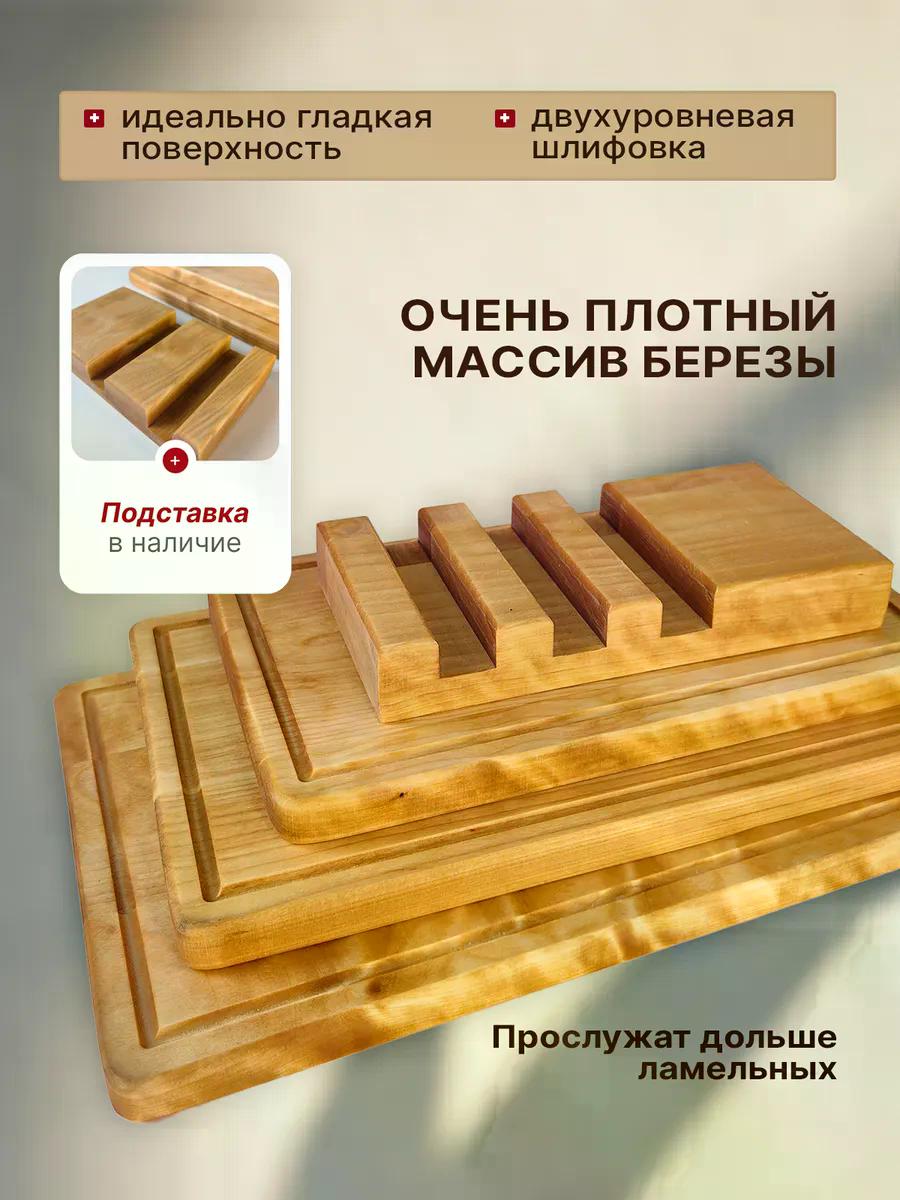 идеально гладкая
поверхность
двухуровневая
шлифовка
ОЧЕНЬ ПЛОТНЫЙ
МАССИВ БЕРЕЗЫ
Подставка
в наличие
Прослужат дольше
ламельных